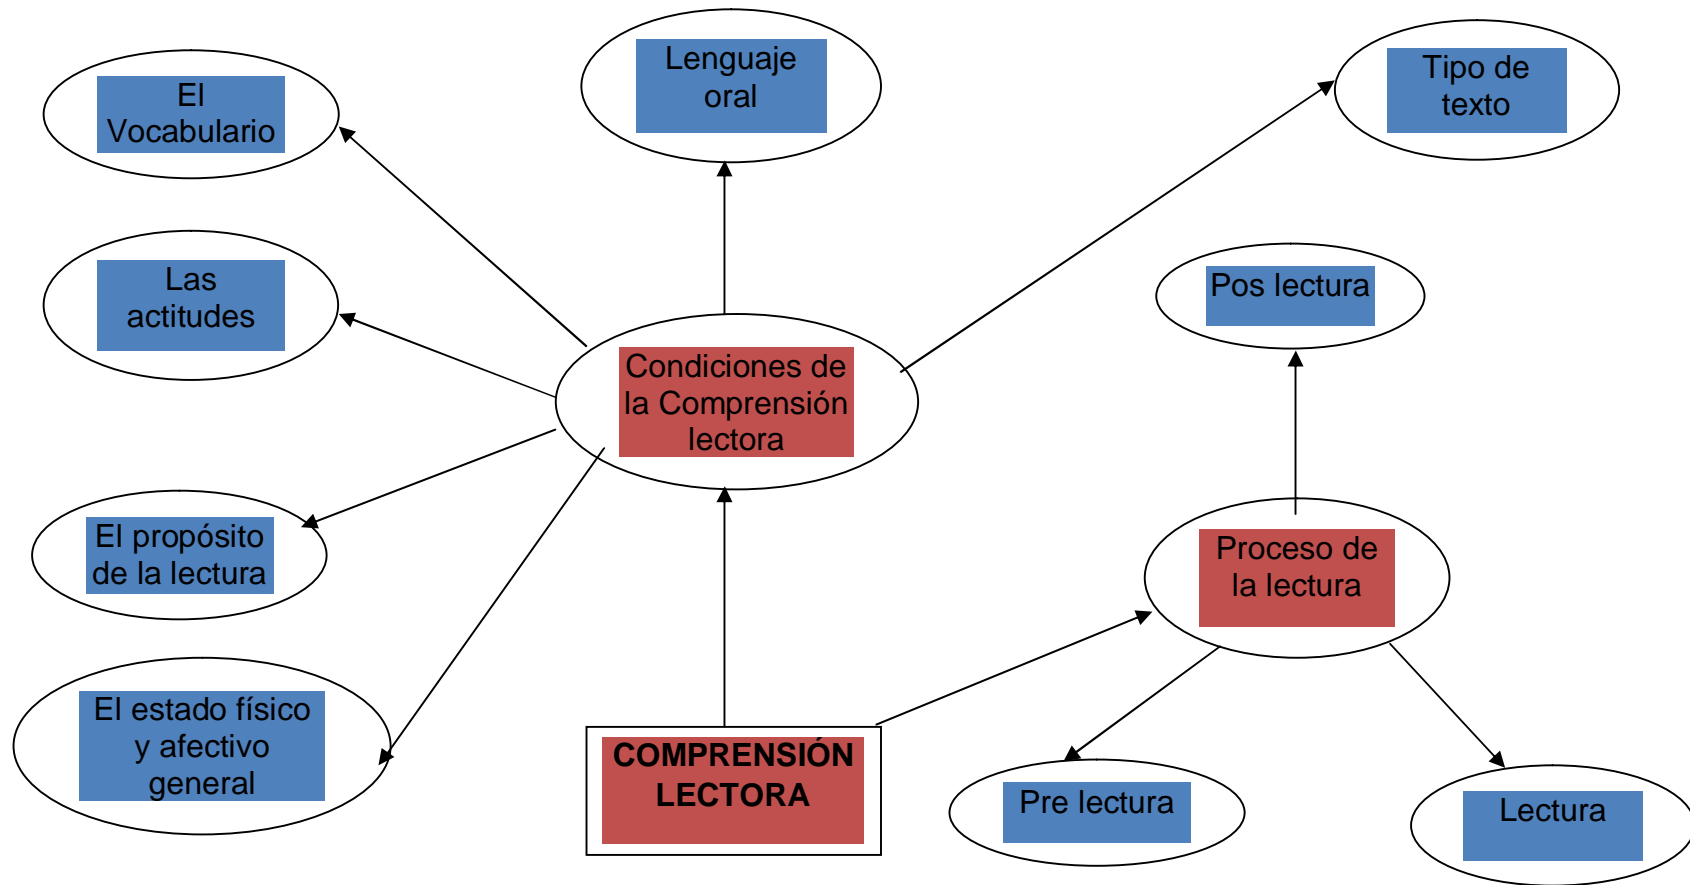 El
Vocabulario
Lenguaje
oral
Tipo de
texto
Las
actitudes
Pos lectura
Condiciones de
la Comprensión
lectora
El propósito
de la lectura
Proceso de
la lectura
El estado físico
y afectivo
general
COMPRENSIÓN
LECTORA
Pre lectura
Lectura